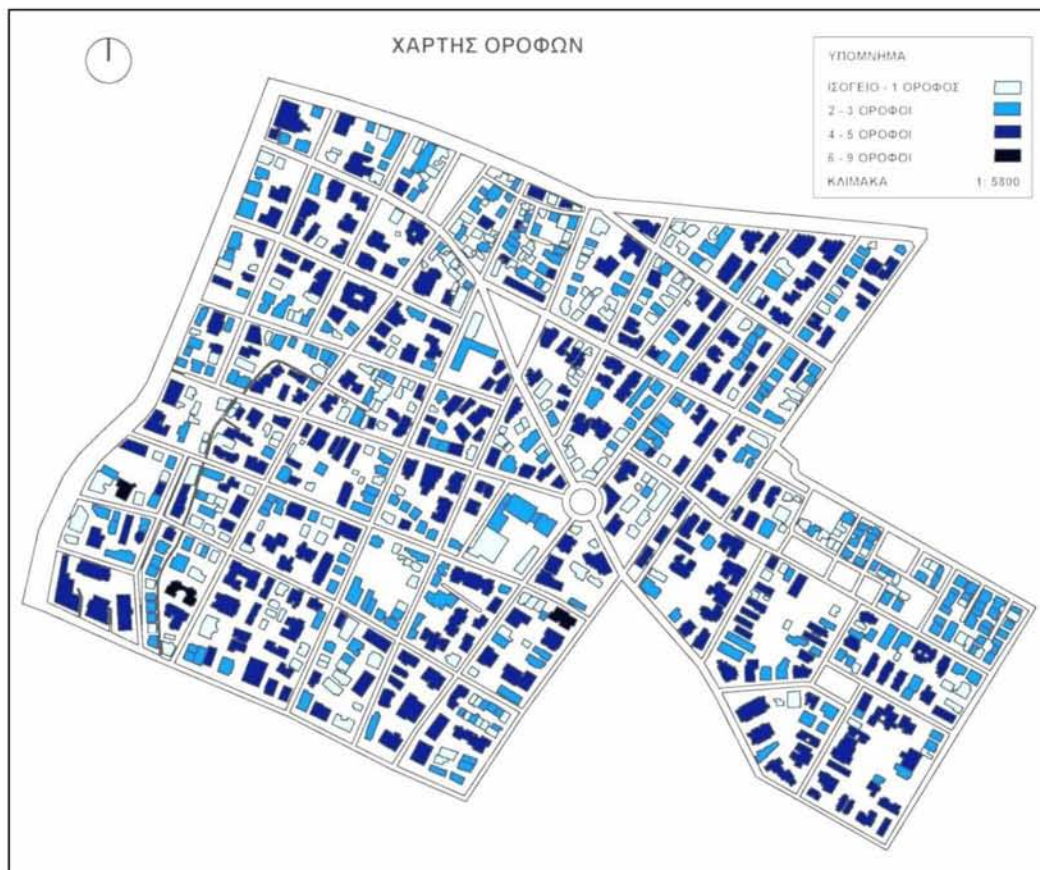 ΧΑΡΤΗΣ ΟΡΟΦΩΝ
ΥΠΟΜΝΗΜΑ
ΙΣΟΓΕΙΟ - 1 ΟΡΟΦΟΣ
2 - 3 ΟΡΟΦΟΙ
4 - 5 ΟΡΟΦΟΙ
6 - 9 ΟΡΟΦΟΙ
ΚΛΙΜΑΚΑ 1: 5800